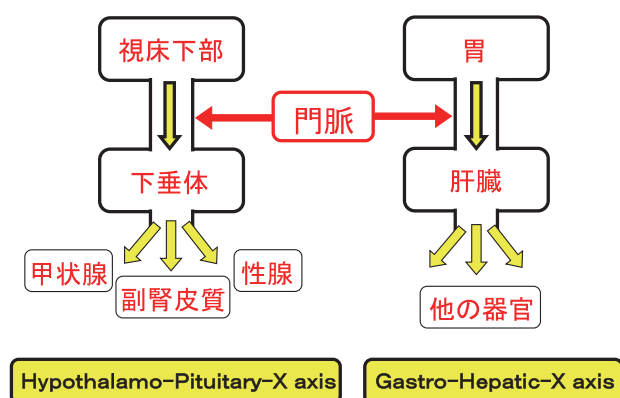 視床下部
胃
門脈
下垂体
肝臓
甲状腺
副腎皮質
性腺
他の器官
Hypothalamo-Pituitary-X axis
Gastro-Hepatic-X axis